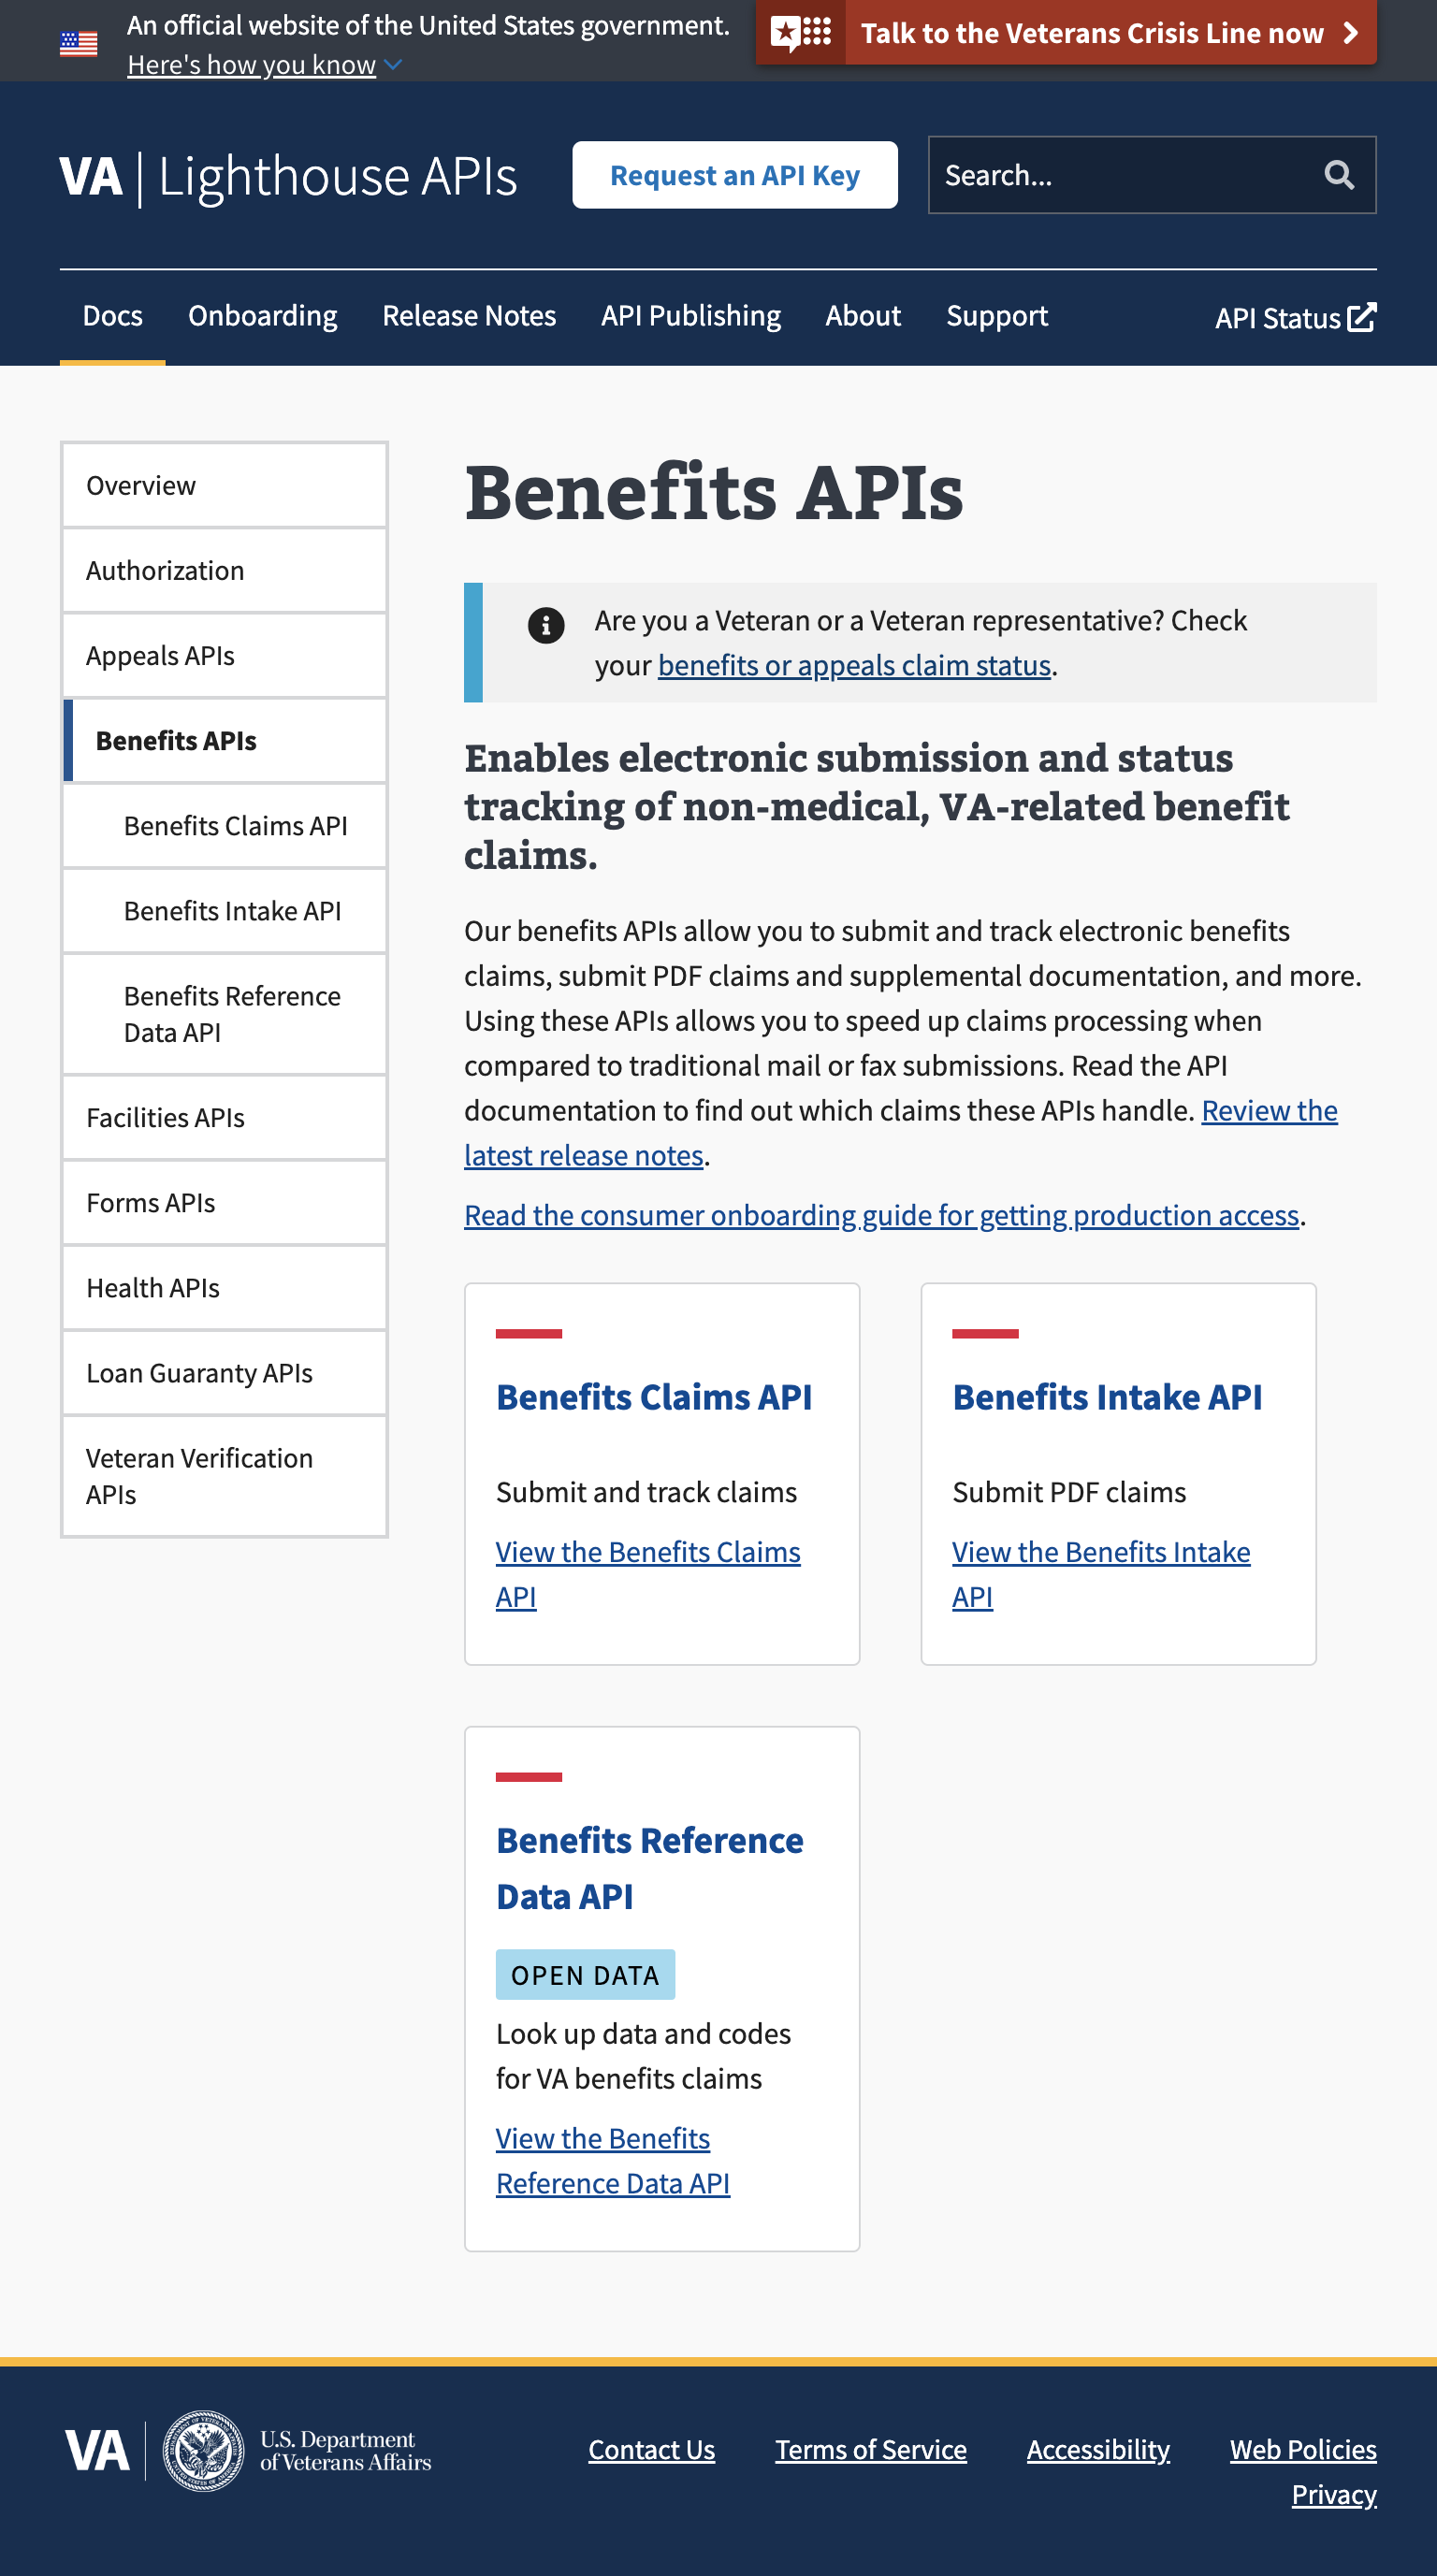 An official website of the United States government.
Here's how you know
Talk to the Veterans Crisis Line now
VA | Lighthouse APIs
Request an API Key
Search...
Docs
Onboarding
Release Notes
API Publishing
About
Support
API Status
Overview
Authorization
Appeals APIs
Benefits APIs
Benefits Claims API
Benefits Intake API
Benefits Reference
Data API
Facilities APIs
Forms APIs
Health APIs
Loan Guaranty APIs
Veteran Verification
APIs
Benefits APIs
Are you a Veteran or a Veteran representative? Check
your benefits or appeals claim status.
Enables electronic submission and status
tracking of non-medical, VA-related benefit
claims.
Our benefits APIs allow you to submit and track electronic benefits
claims, submit PDF claims and supplemental documentation, and more.
Using these APIs allows you to speed up claims processing when
compared to traditional mail or fax submissions. Read the API
documentation to find out which claims these APIs handle. Review the
latest release notes.
Read the consumer onboarding guide for getting production access.
Benefits Claims API
Submit and track claims
View the Benefits Claims
API
Benefits Intake API
Submit PDF claims
View the Benefits Intake
API
Benefits Reference
Data API
OPEN DATA
Look up data and codes
for VA benefits claims
View the Benefits
Reference Data API
VA
U.S. Department
of Veterans Affairs
Contact Us
Terms of Service
Accessibility
Web Policies
Privacy